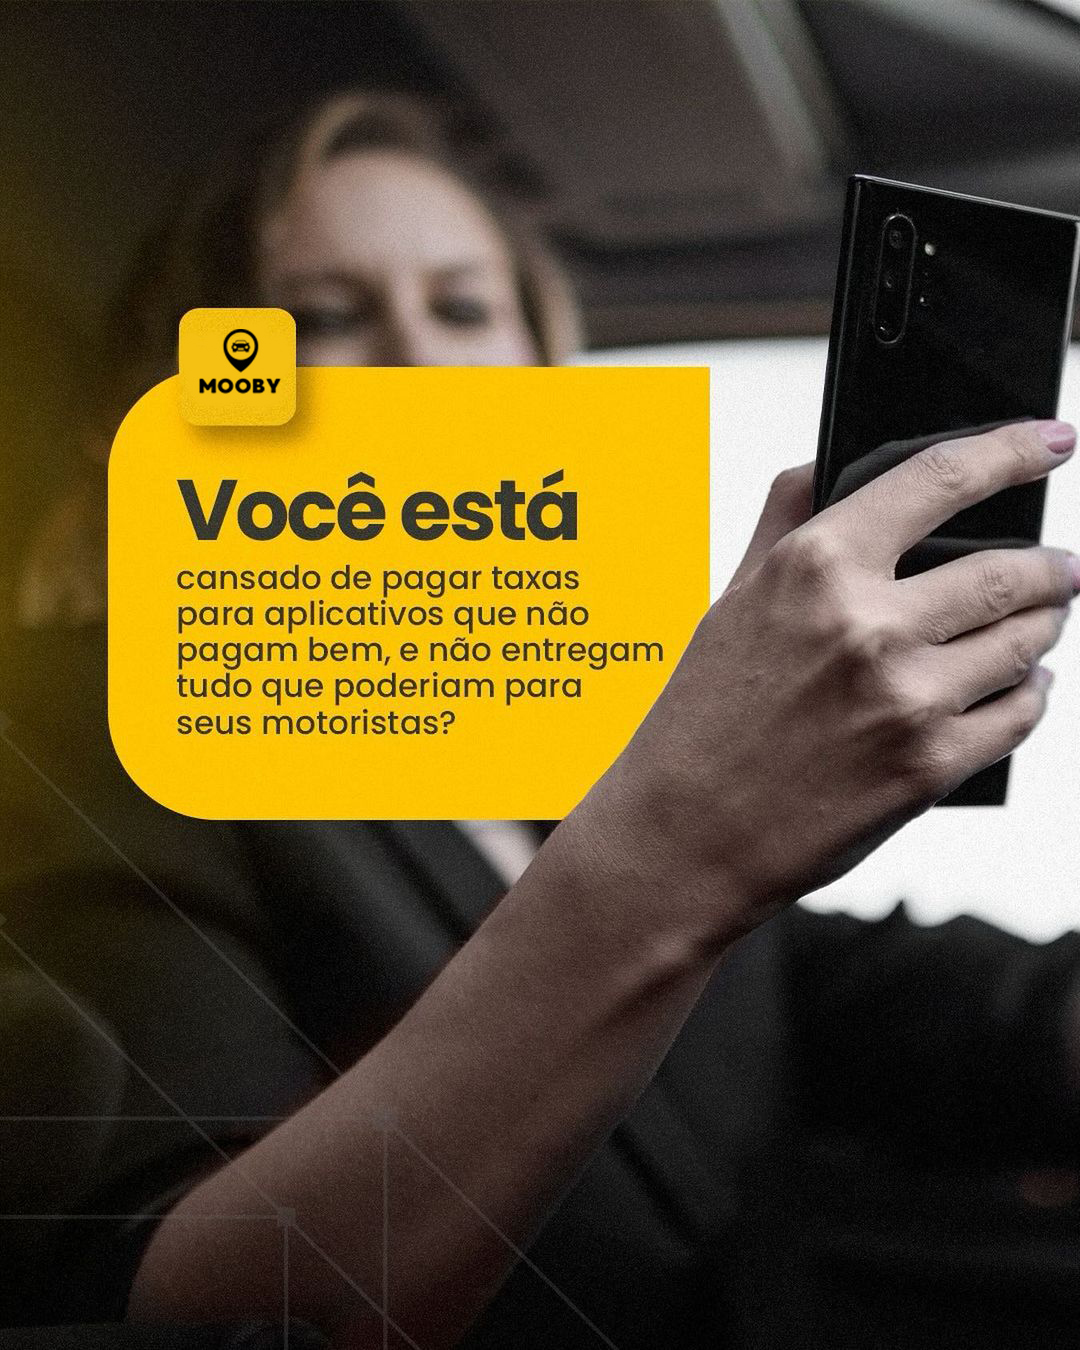 MOOBY
Você está
cansado de pagar taxas
para aplicativos que não
pagam bem, e não entregam
tudo que poderiam para
seus motoristas?